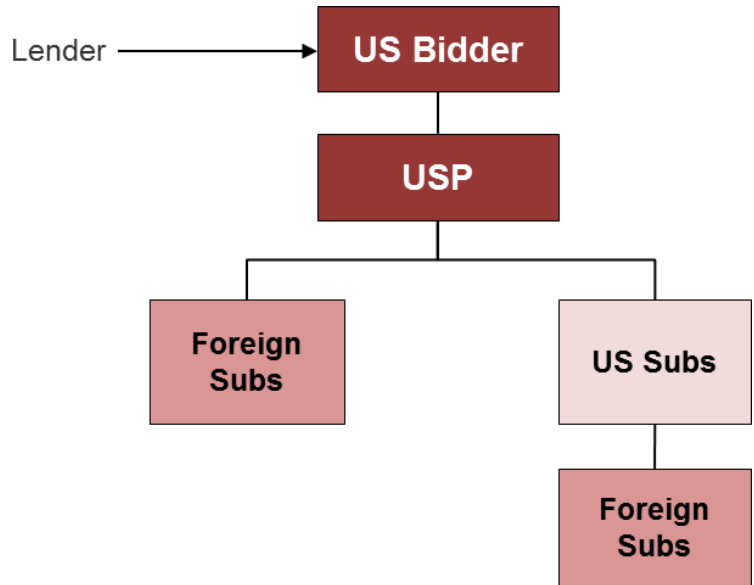 Lender
US Bidder
USP
Foreign
Subs
US Subs
Foreign
Subs